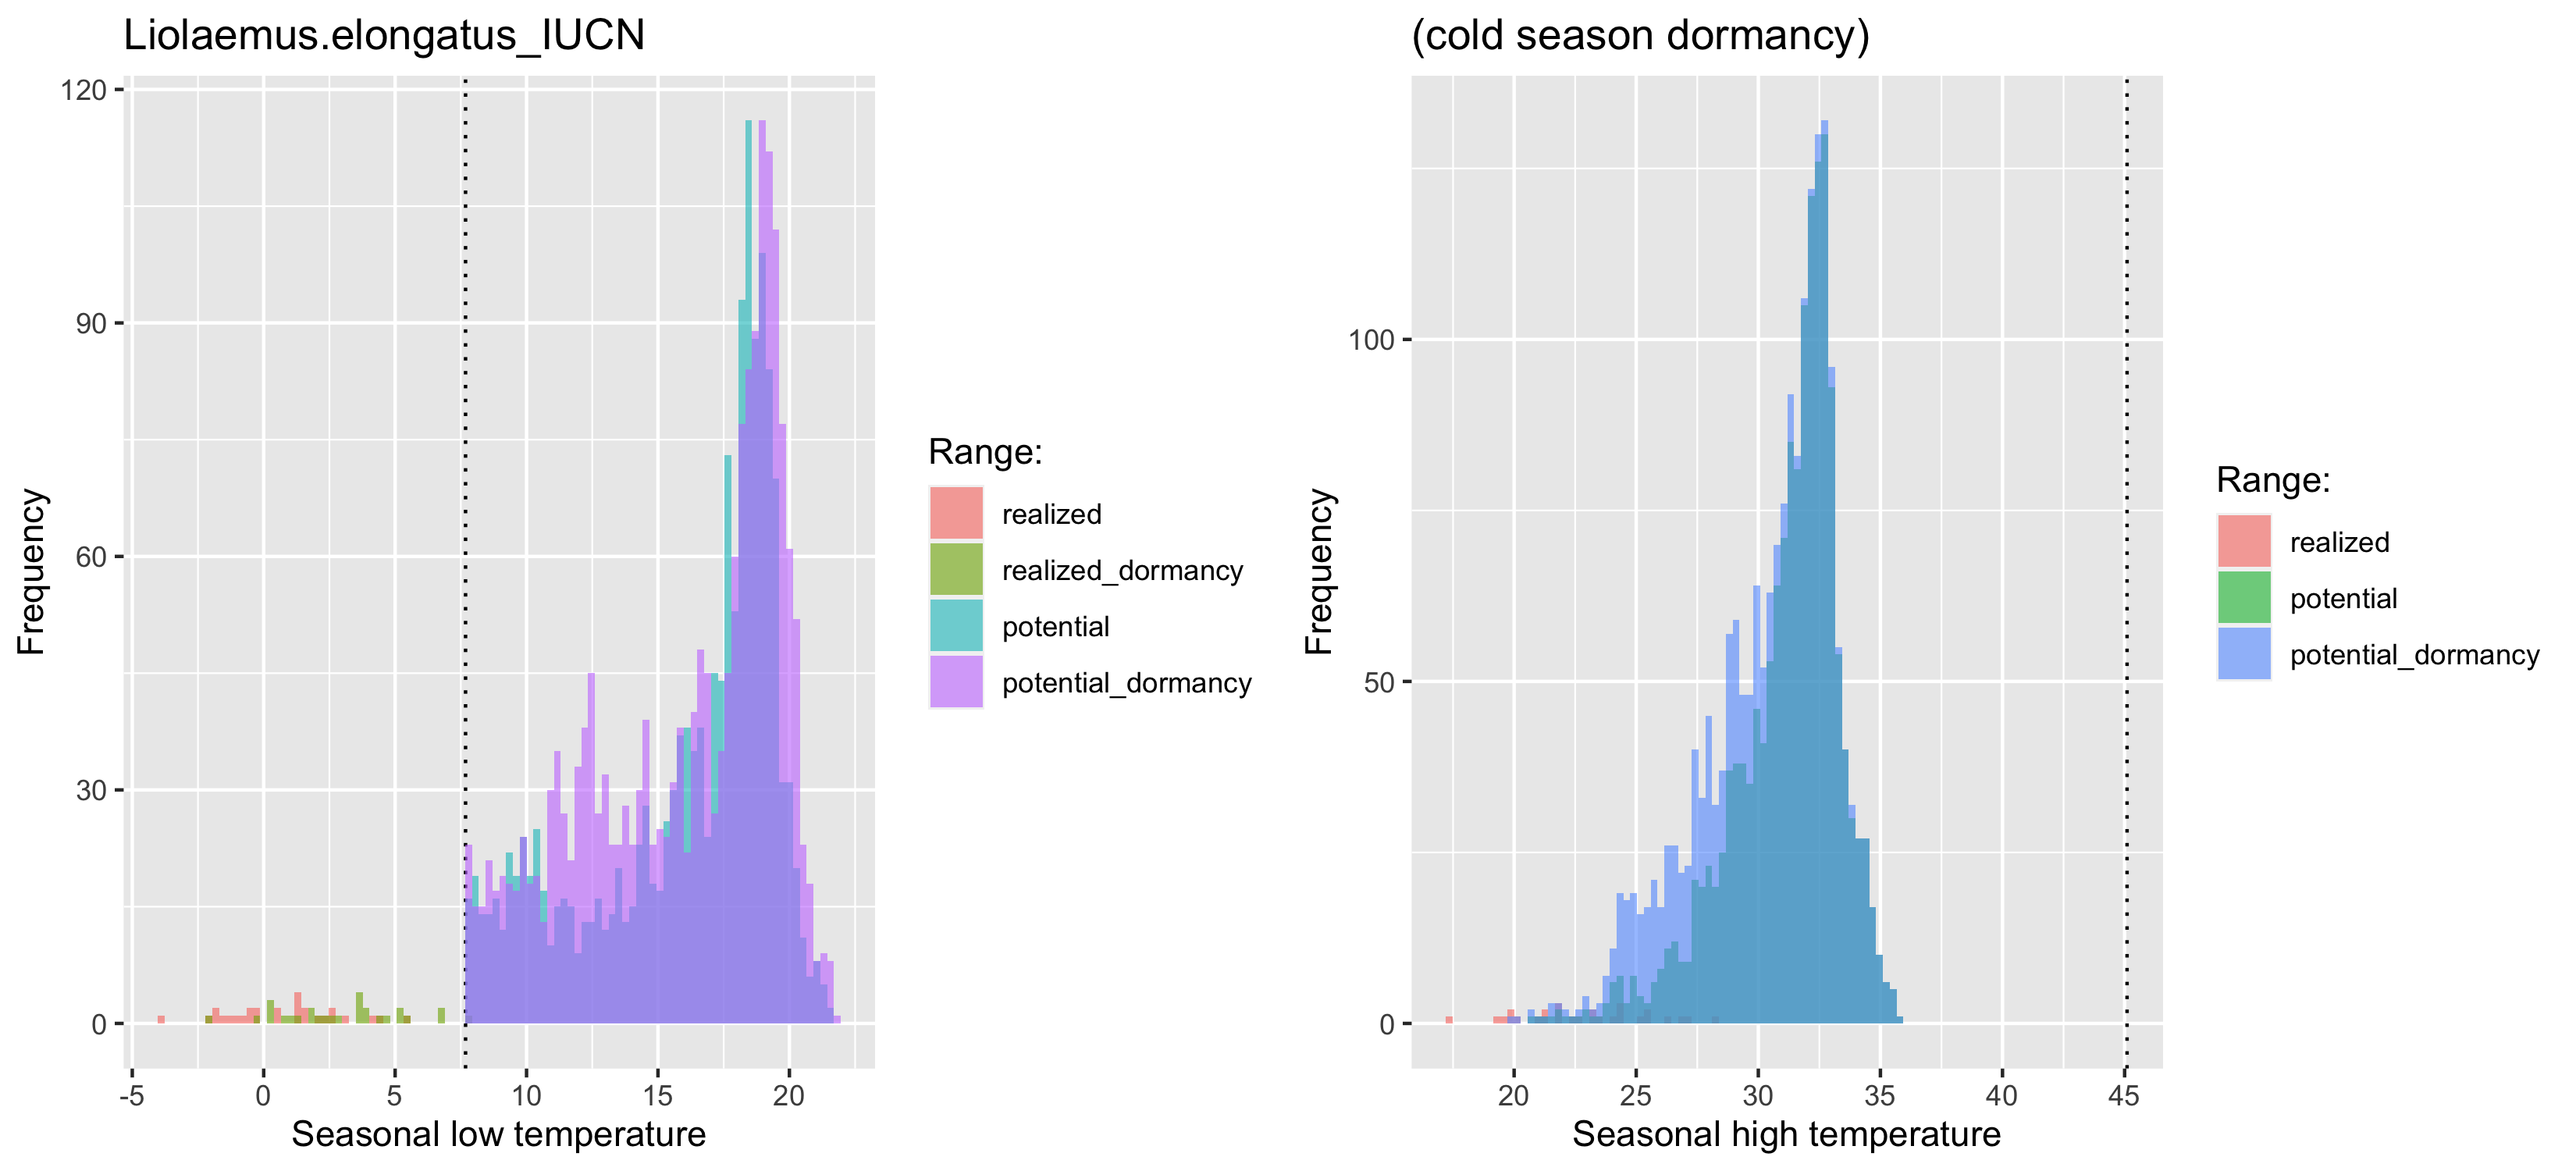 Liolaemus.elongatus_IUCN
120
90
60
30
0
Frequency
-5 0 5 10 15 20
Seasonal low temperature
Range:
realized
realized_dormancy
potential
potential_dormancy
(cold season dormancy)
100
50
0
Frequency
20 25 30 35 40 45
Seasonal high temperature
Range:
realized
potential
potential_dormancy